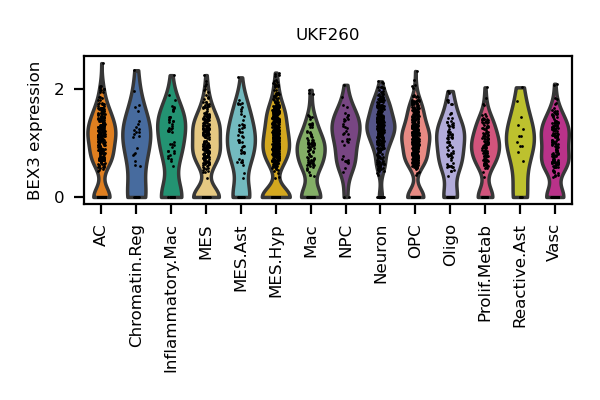 UKF260
BEX3 expression
2
0
AC
Chromatin.Reg
Inflammatory.Mac
MES
MES.Ast
MES.Hyp
Mac
NPC
Neuron
OPC
Oligo
Prolif.Metab
Reactive.Ast
Vasc